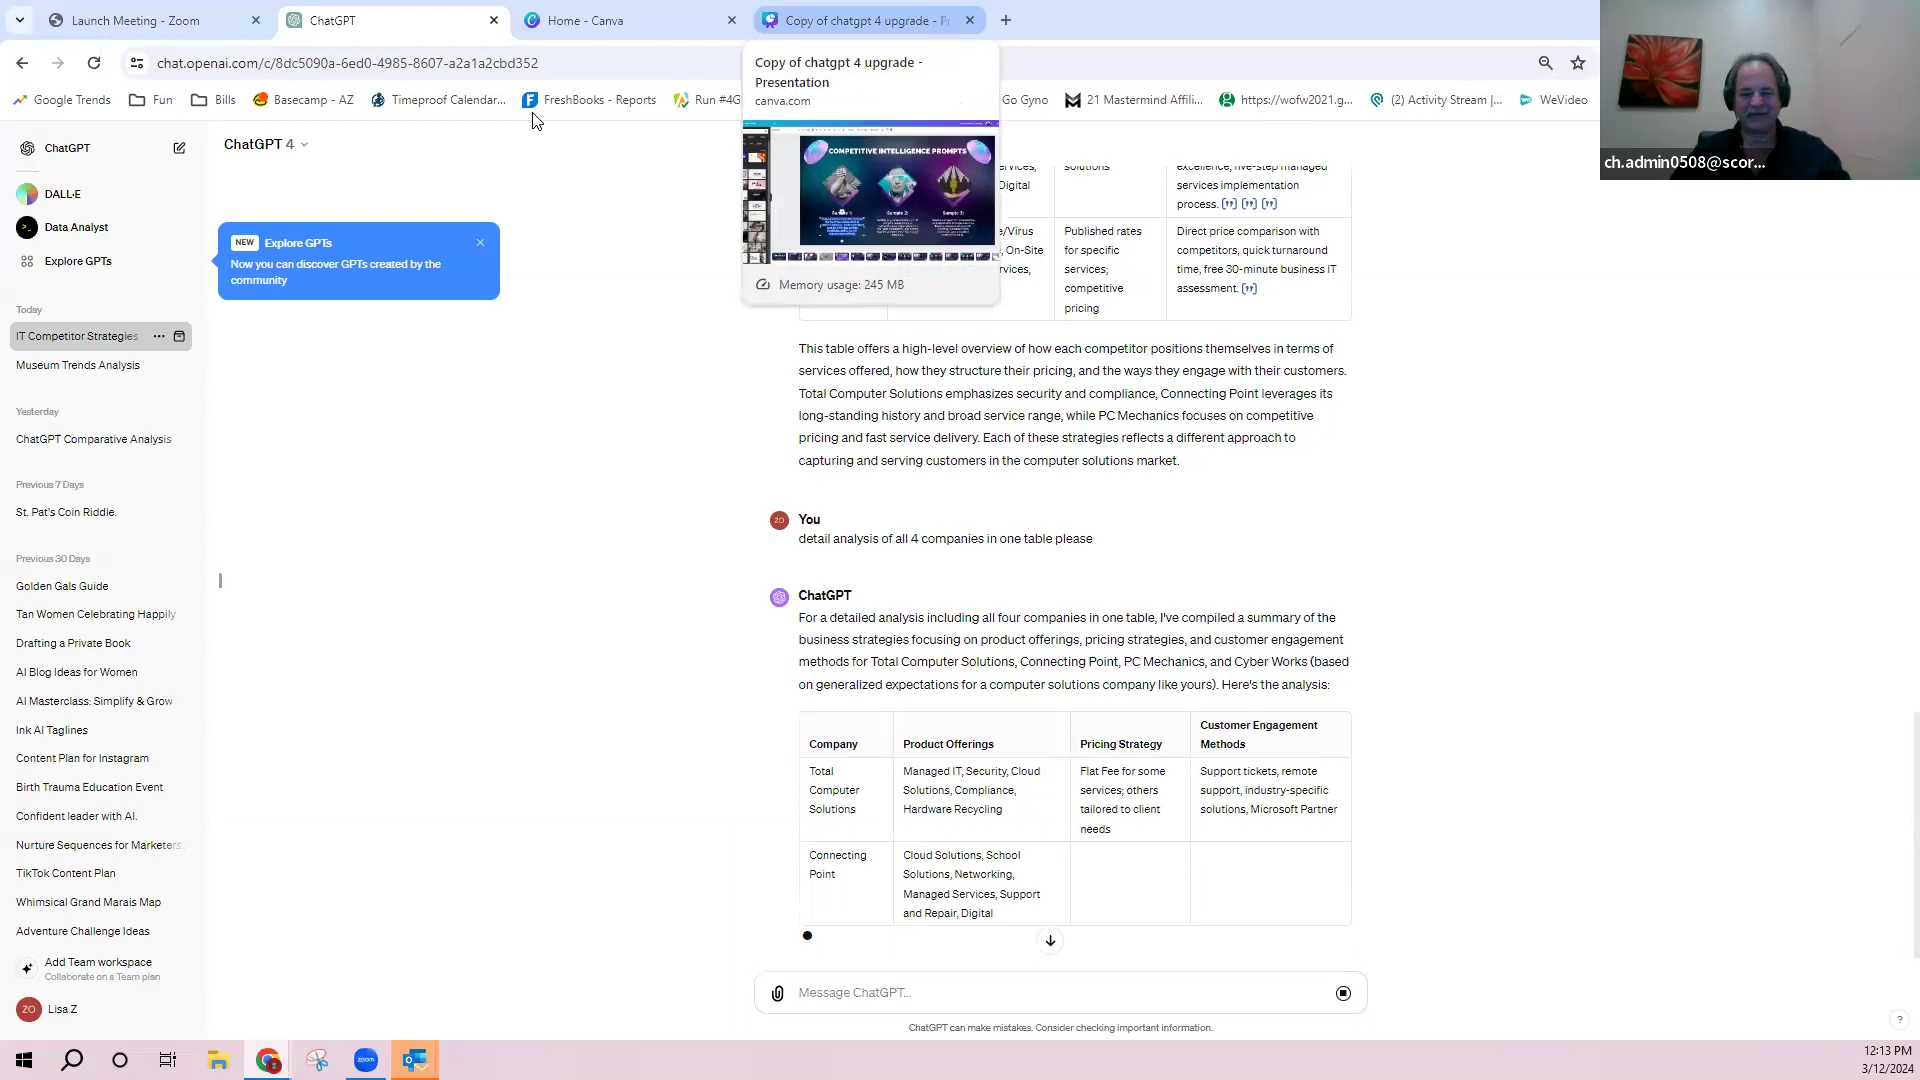 Launch Meeting - Zoom
ChatGPT
Home - Canva
Copy of chatgpt 4 upgrade - P
chat.openai.com/c/8dc5090a-6ed0-4985-8607-a2a1a2cbd352
Google Trends
Fun
Bills
Basecamp - AZ
Timeproof Calendar...
FreshBooks - Reports
Run #4G
Go Gyno
21 Mastermind Affili...
https://wofw2021.g...
(2) Activity Stream |...
WeVideo
Copy of chatgpt 4 upgrade -
Presentation
canva.com
COMPETITIVE INTELLIGENCE PROMPTS
Sample 1:
Sample 2:
Sample 3:
Memory usage: 245 MB
ch.admin0508@scor...
ChatGPT
DALL·E
Data Analyst
Explore GPTs
Today
IT Competitor Strategies
Museum Trends Analysis
Yesterday
ChatGPT Comparative Analysis
Previous 7 Days
St. Pat's Coin Riddle.
Previous 30 Days
Golden Gals Guide
Tan Women Celebrating Happily
Drafting a Private Book
AI Blog Ideas for Women
AI Masterclass: Simplify & Grow
Ink AI Taglines
Content Plan for Instagram
Birth Trauma Education Event
Confident leader with AI.
Nurture Sequences for Marketers
TikTok Content Plan
Whimsical Grand Marais Map
Adventure Challenge Ideas
Add Team workspace
Collaborate on a Team plan
ZO Lisa Z
ChatGPT 4
NEW Explore GPTs
Now you can discover GPTs created by the
community
ervices,
Digital
solutions
excellence, five-step managed
services implementation
process.
e/Virus
, On-Site
vices,
Published rates
for specific
services;
competitive
pricing
Direct price comparison with
competitors, quick turnaround
time, free 30-minute business IT
assessment.
This table offers a high-level overview of how each competitor positions themselves in terms of
services offered, how they structure their pricing, and the ways they engage with their customers.
Total Computer Solutions emphasizes security and compliance, Connecting Point leverages its
long-standing history and broad service range, while PC Mechanics focuses on competitive
pricing and fast service delivery. Each of these strategies reflects a different approach to
capturing and serving customers in the computer solutions market.
ZO You
detail analysis of all 4 companies in one table please
ChatGPT
For a detailed analysis including all four companies in one table, I've compiled a summary of the
business strategies focusing on product offerings, pricing strategies, and customer engagement
methods for Total Computer Solutions, Connecting Point, PC Mechanics, and Cyber Works (based
on generalized expectations for a computer solutions company like yours). Here's the analysis:
Company
Product Offerings
Pricing Strategy
Customer Engagement
Methods
Total
Computer
Solutions
Managed IT, Security, Cloud
Solutions, Compliance,
Hardware Recycling
Flat Fee for some
services; others
tailored to client
needs
Support tickets, remote
support, industry-specific
solutions, Microsoft Partner
Connecting
Point
Cloud Solutions, School
Solutions, Networking,
Managed Services, Support
and Repair, Digital
Message ChatGPT...
ChatGPT can make mistakes. Consider checking important information.
?
zoom
12:13 PM
3/12/2024